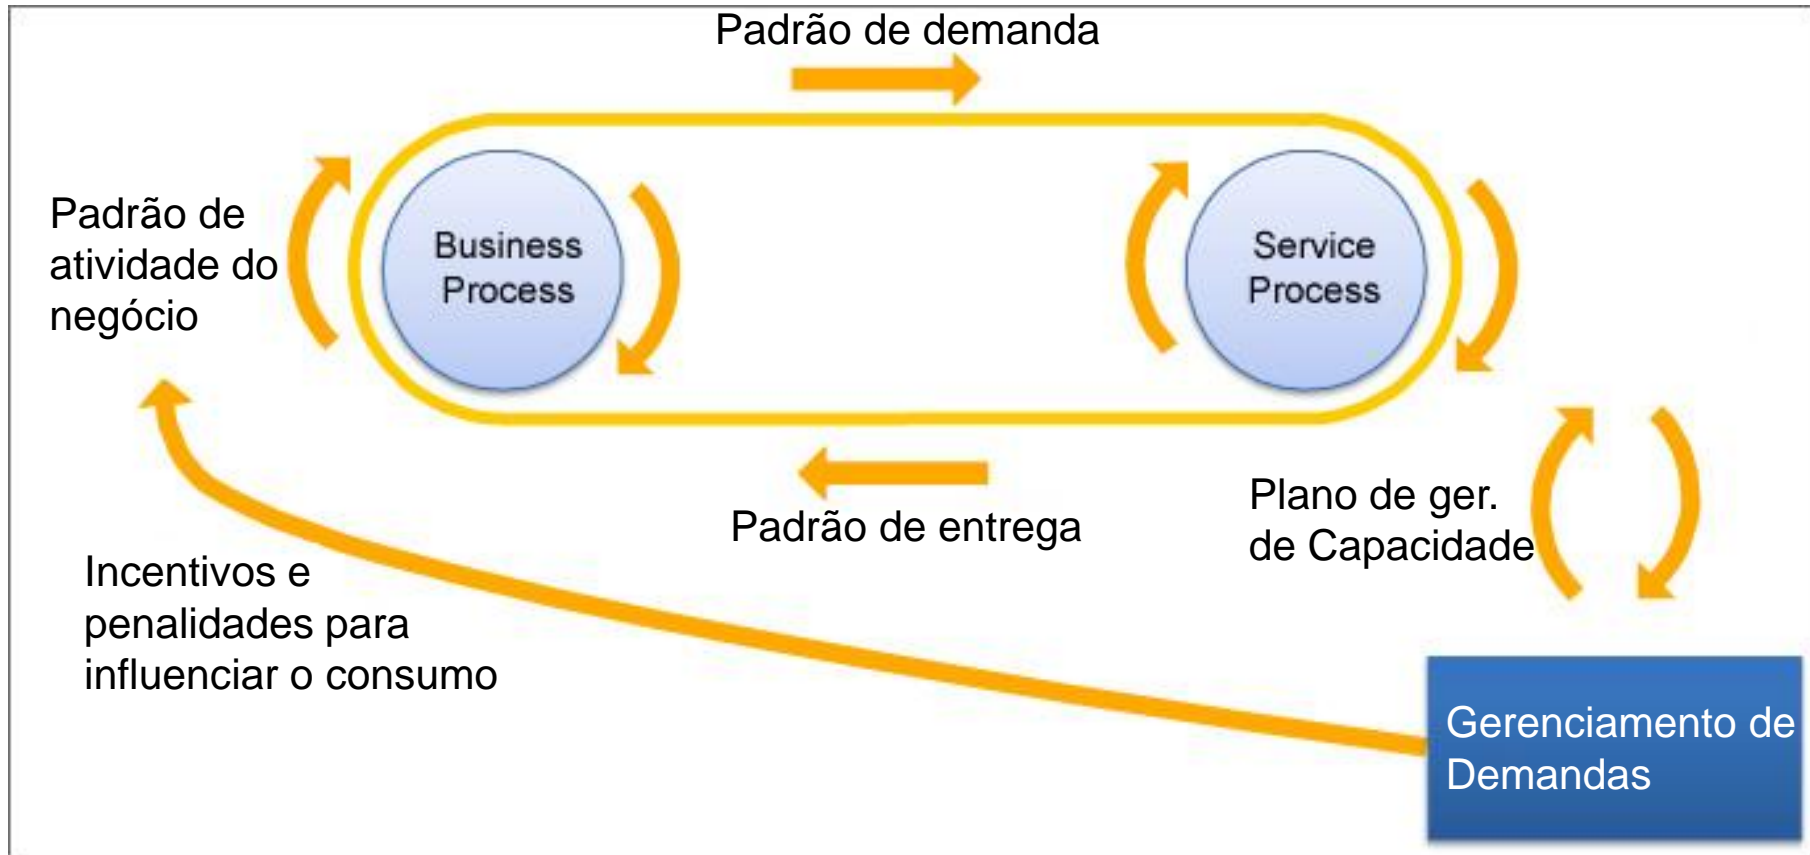 Padrão de demanda
Padrão de
atividade do
negócio
Business
Process
Service
Process
Padrão de entrega
Plano de ger.
de Capacidade
Incentivos e
penalidades para
influenciar o consumo
Gerenciamento de
Demandas